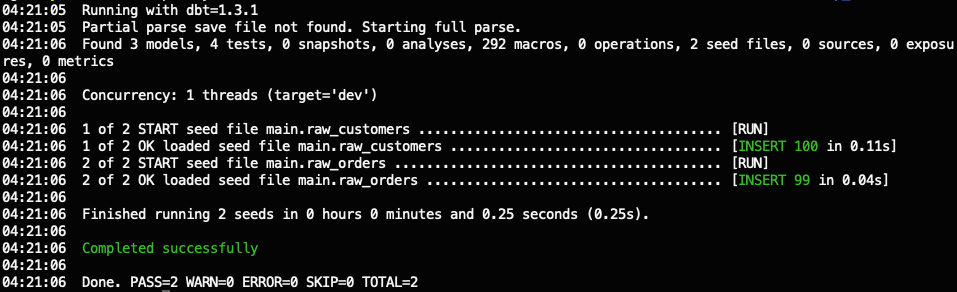 04:21:05  Running with dbt=1.3.1
04:21:05  Partial parse save file not found. Starting full parse.
04:21:06  Found 3 models, 4 tests, 0 snapshots, 0 analyses, 292 macros, 0 operations, 2 seed files, 0 sources, 0 exposu
res, 0 metrics
04:21:06
04:21:06  Concurrency: 1 threads (target='dev')
04:21:06
04:21:06  1 of 2 START seed file main.raw_customers ..................................... [RUN]
04:21:06  1 of 2 OK loaded seed file main.raw_customers ................................. [INSERT 100 in 0.11s]
04:21:06  2 of 2 START seed file main.raw_orders ........................................ [RUN]
04:21:06  2 of 2 OK loaded seed file main.raw_orders .................................... [INSERT 99 in 0.04s]
04:21:06
04:21:06  Finished running 2 seeds in 0 hours 0 minutes and 0.25 seconds (0.25s).
04:21:06
04:21:06  Completed successfully
04:21:06
04:21:06  Done. PASS=2 WARN=0 ERROR=0 SKIP=0 TOTAL=2